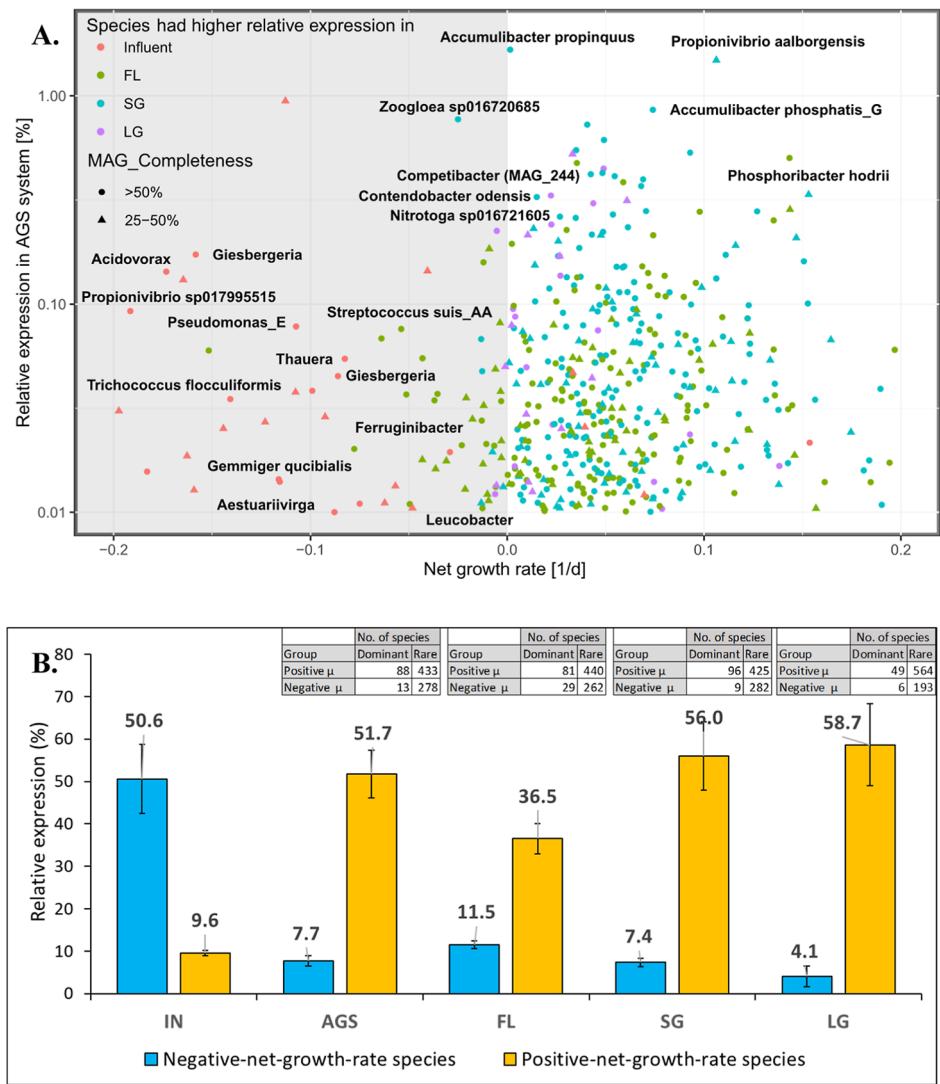 A.
Species had higher relative expression in
Influent
FL
SG
LG
MAG_Completeness
>50%
25−50%
Accumulibacter propinquus
Propionivibrio aalborgensis
Zoogloea sp016720685
Accumulibacter phosphatis_G
Competibacter (MAG_244)
Phosphoribacter hodrii
Contendobacter odensis
Nitrotoga sp016721605
Acidovorax
Giesbergeria
Propionivibrio sp017995515
Streptococcus suis_AA
Pseudomonas_E
Thauera
Giesbergeria
Trichococcus flocculiformis
Ferruginibacter
Gemmiger qucibialis
Aestuariivirga
Leucobacter
Relative expression in AGS system [%]
1.00
0.10
0.01
−0.2 −0.1 0.0 0.1 0.2
Net growth rate [1/d]
B.
No. of species No. of species No. of species No. of species
Group Dominant Rare Group Dominant Rare Group Dominant Rare Group Dominant Rare
Positive μ 88 433 Positive μ 81 440 Positive μ 96 425 Positive μ 49 564
Negative μ 13 278 Negative μ 29 262 Negative μ 9 282 Negative μ 6 193
Relative expression (%)
80
70
60
50
40
30
20
10
0
50.6 9.6 7.7 51.7 11.5 36.5 7.4 56.0 4.1 58.7
IN AGS FL SG LG
Negative-net-growth-rate species Positive-net-growth-rate species